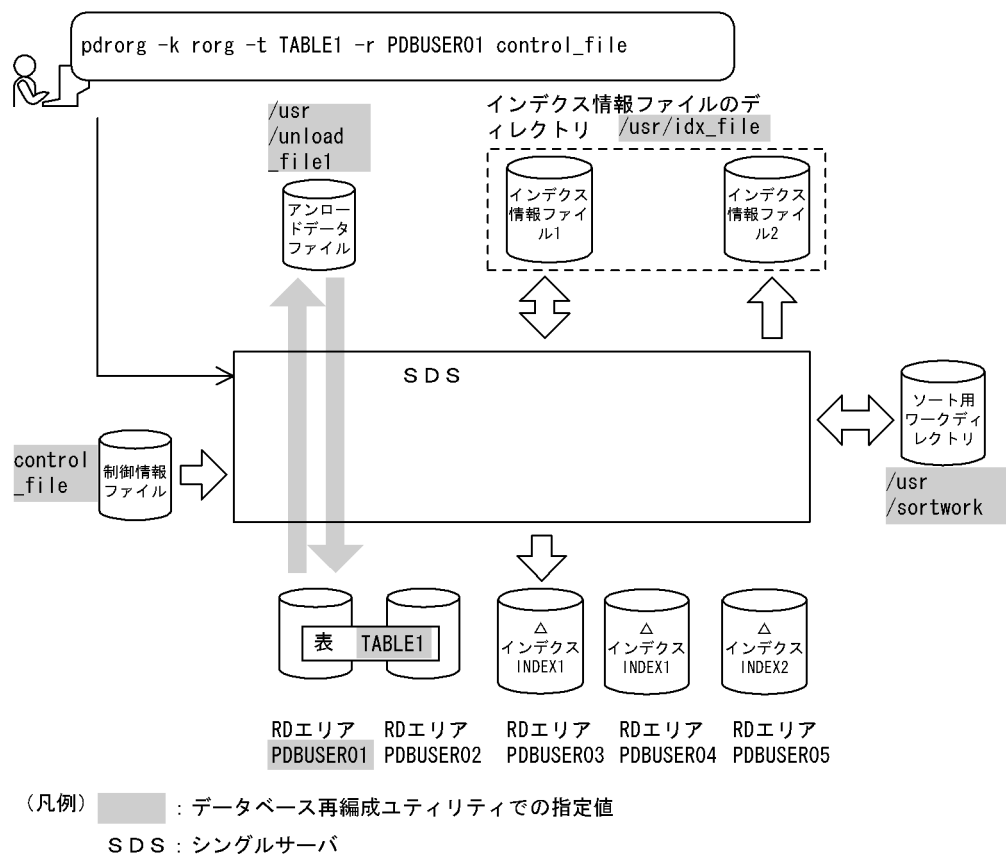 pdrorg -k rorg -t TABLE1 -r PDBUSER01 control_file
/usr
/unload
_file1
インデクス情報ファイルのデ
ィレクトリ /usr/idx_file
アンロー
ドデータ
ファイル
インデクス
情報ファイ
ル1
インデクス
情報ファイ
ル2
SDS
ソート用
ワークディ
レクトリ
/usr
/sortwork
control
_file
制御情報
ファイル
表 TABLE1
△
インデクス
INDEX1
△
インデクス
INDEX1
△
インデクス
INDEX2
RDエリア
PDBUSER01
RDエリア
PDBUSER02
RDエリア
PDBUSER03
RDエリア
PDBUSER04
RDエリア
PDBUSER05
(凡例) :データベース再編成ユティリティでの指定値
SDS:シングルサーバ